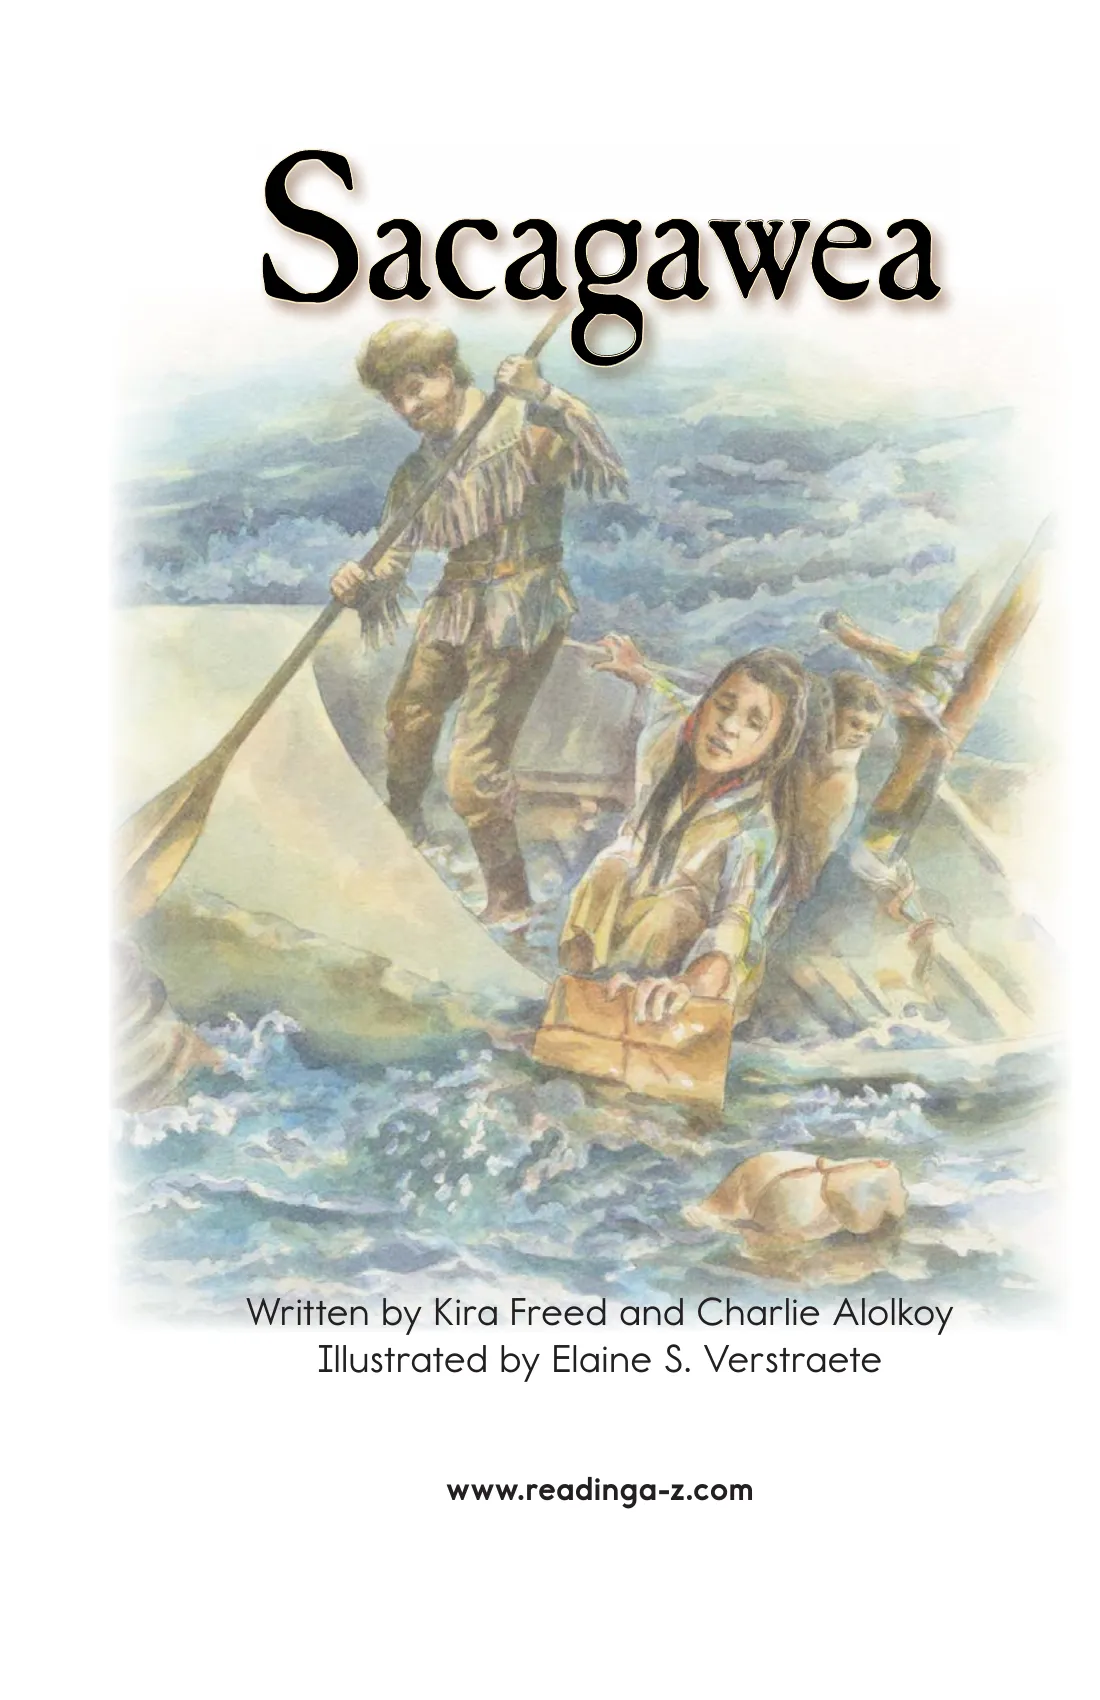 Sacagawea
Written by Kira Freed and Charlie Alolkoy
Illustrated by Elaine S. Verstraete
www.readinga-z.com